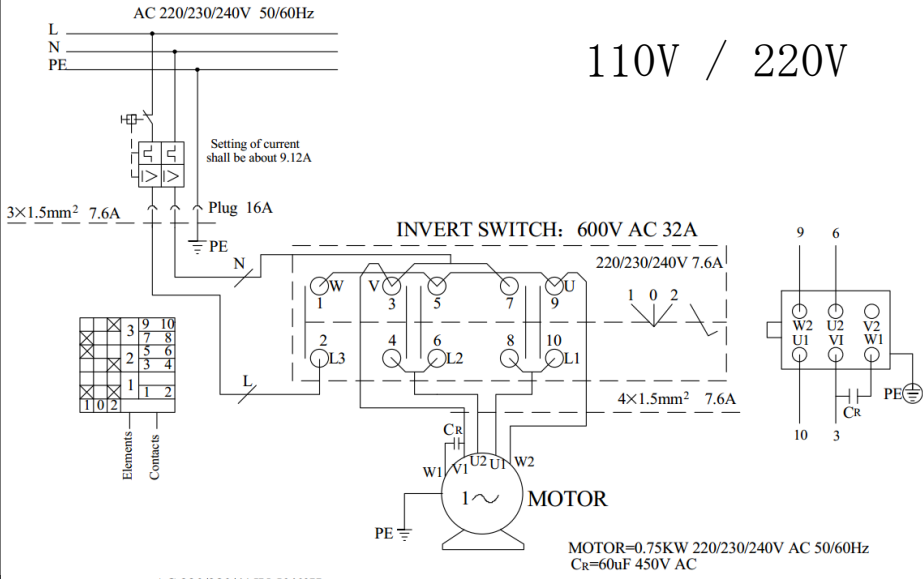 AC 220/230/240V 50/60Hz
L
N
PE
110V / 220V
Setting of current
shall be about 9.12A
3×1.5mm² 7.6A
Plug 16A
PE
N
INVERT SWITCH: 600V AC 32A
220/230/240V 7.6A
W V U
1 3 5 7 9
1 0 2
2 4 6 8 10
L3 L2 L1
L
3 9 10
7 8
2 5 6
3 4
1 1 2
1 0 2
Elements
Contacts
4×1.5mm² 7.6A
9 6
W2 U2 V2
U1 VI W1
CR
PE
10 3
CR
W1 V1 U2 U1 W2
1
MOTOR
PE
MOTOR=0.75KW 220/230/240V AC 50/60Hz
CR=60uF 450V AC